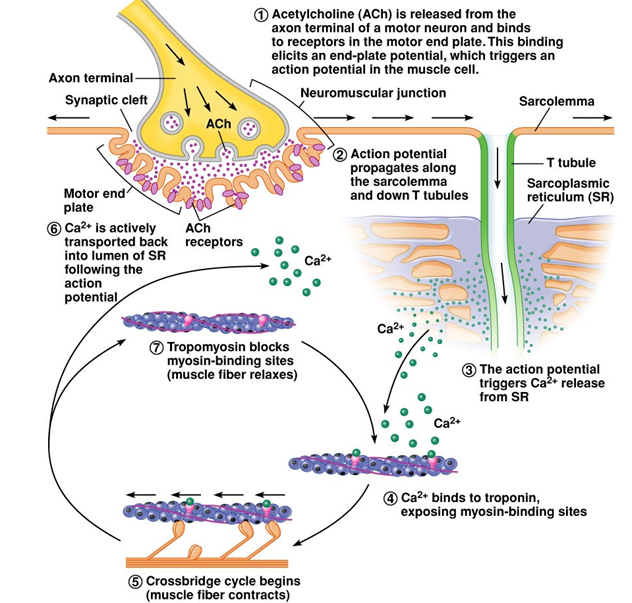 ① Acetylcholine (ACh) is released from the
axon terminal of a motor neuron and binds
to receptors in the motor end plate. This binding
elicits an end-plate potential, which triggers an
action potential in the muscle cell.
Axon terminal
Neuromuscular junction
Synaptic cleft
Sarcolemma
ACh
② Action potential
propagates along
the sarcolemma
and down T tubules
T tubule
Sarcoplasmic
reticulum (SR)
Motor end
plate
ACh
receptors
⑥ Ca²⁺ is actively
transported back
into lumen of SR
following the
action
potential
Ca²⁺
Ca²⁺
⑦ Tropomyosin blocks
myosin-binding sites
(muscle fiber relaxes)
③ The action potential
triggers Ca²⁺ release
from SR
Ca²⁺
④ Ca²⁺ binds to troponin,
exposing myosin-binding sites
⑤ Crossbridge cycle begins
(muscle fiber contracts)